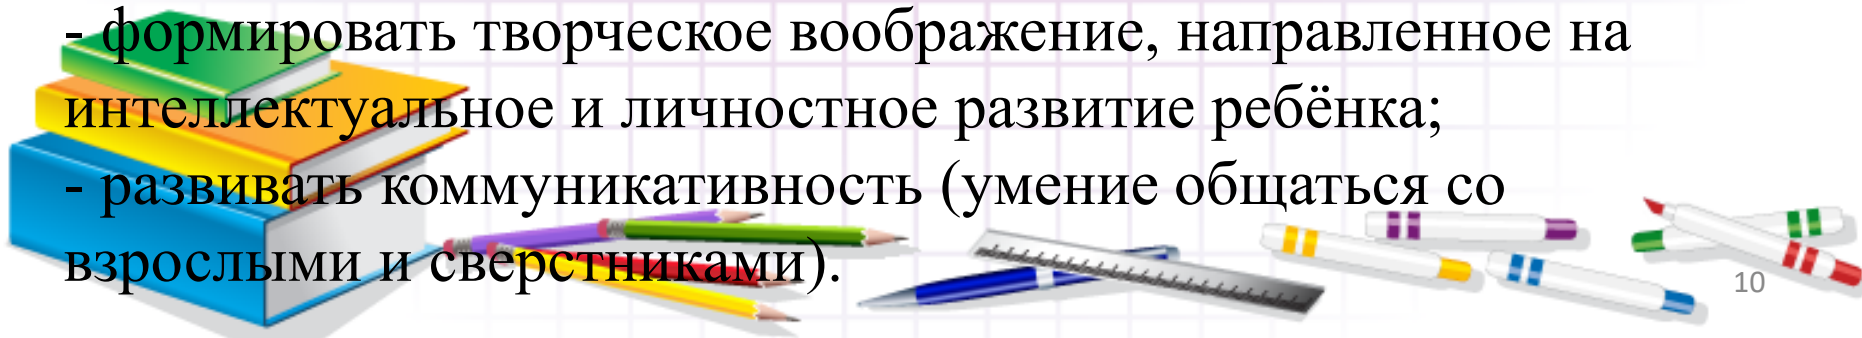 - формировать творческое воображение, направленное на
интеллектуальное и личностное развитие ребёнка;
- развивать коммуникативность (умение общаться со
взрослыми и сверстниками).
10